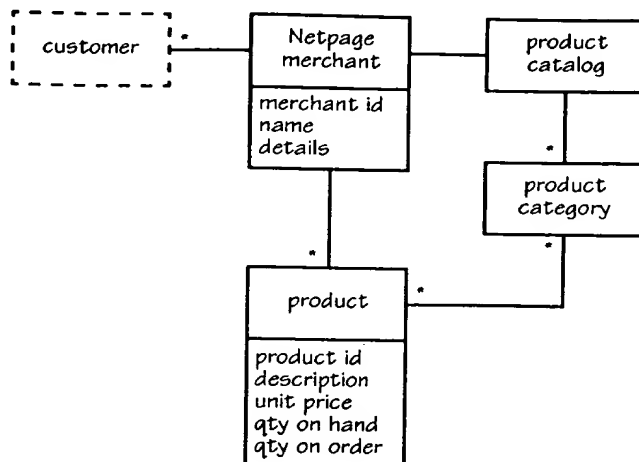 customer
*
Netpage
merchant
merchant id
name
details
product
catalog
*
product
category
*
*
product
*
product id
description
unit price
qty on hand
qty on order